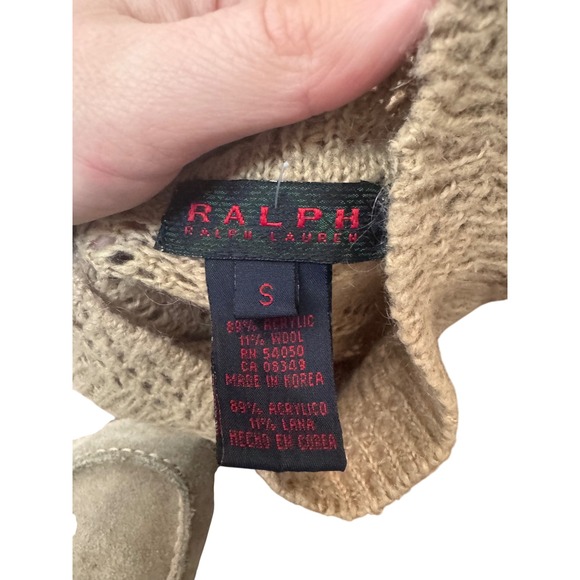 RALPH
RALPH LAUREN
S
89% ACRYLIC
11% WOOL
RN 54050
CA 08349
MADE IN KOREA
89% ACRYLICO
11% LANA
HECHO EN COREA